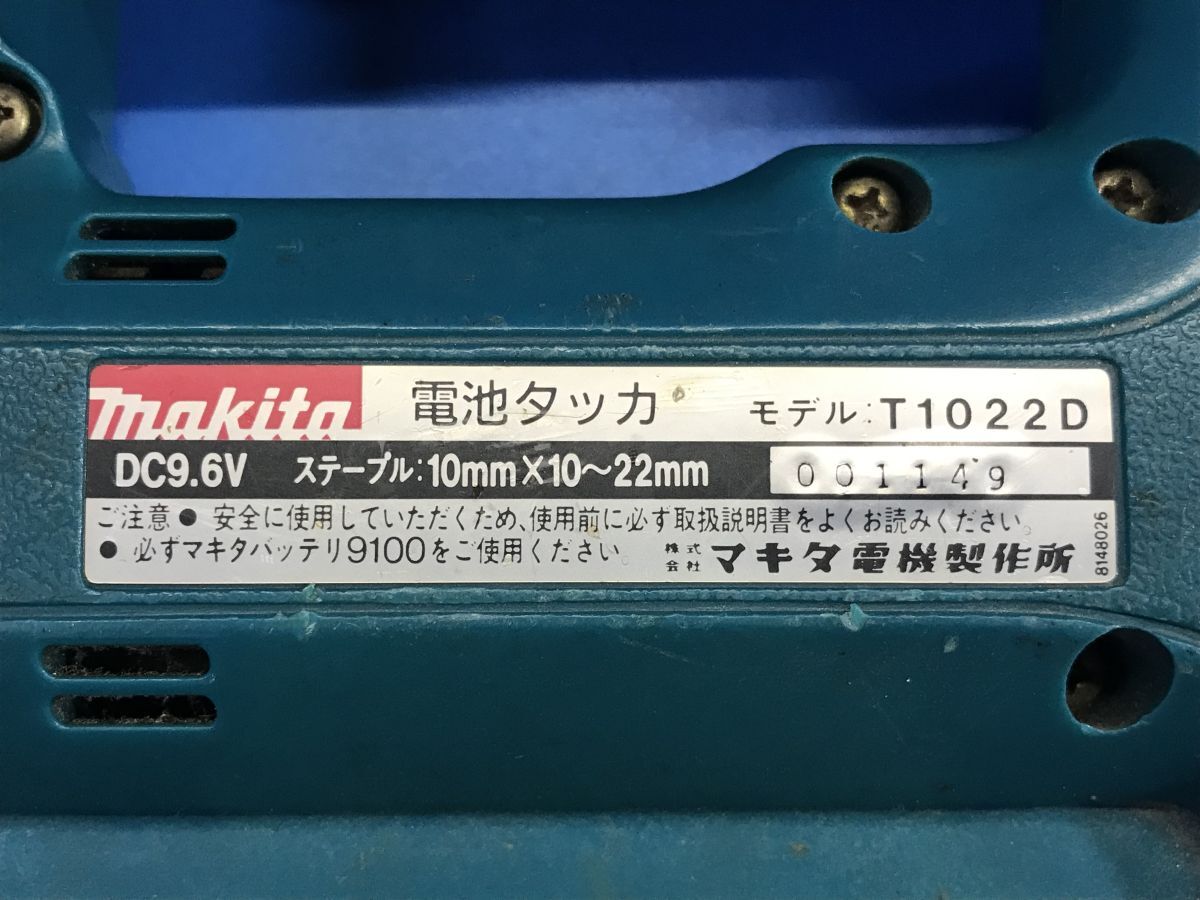 makita 電池タッカ モデル:T1022D
DC9.6V ステープル:10mm×10〜22mm 001149
ご注意● 安全に使用していただくため、使用前に必ず取扱説明書をよくお読みください。
● 必ずマキタバッテリ9100をご使用ください。 株式会社 マキタ電機製作所
8148026